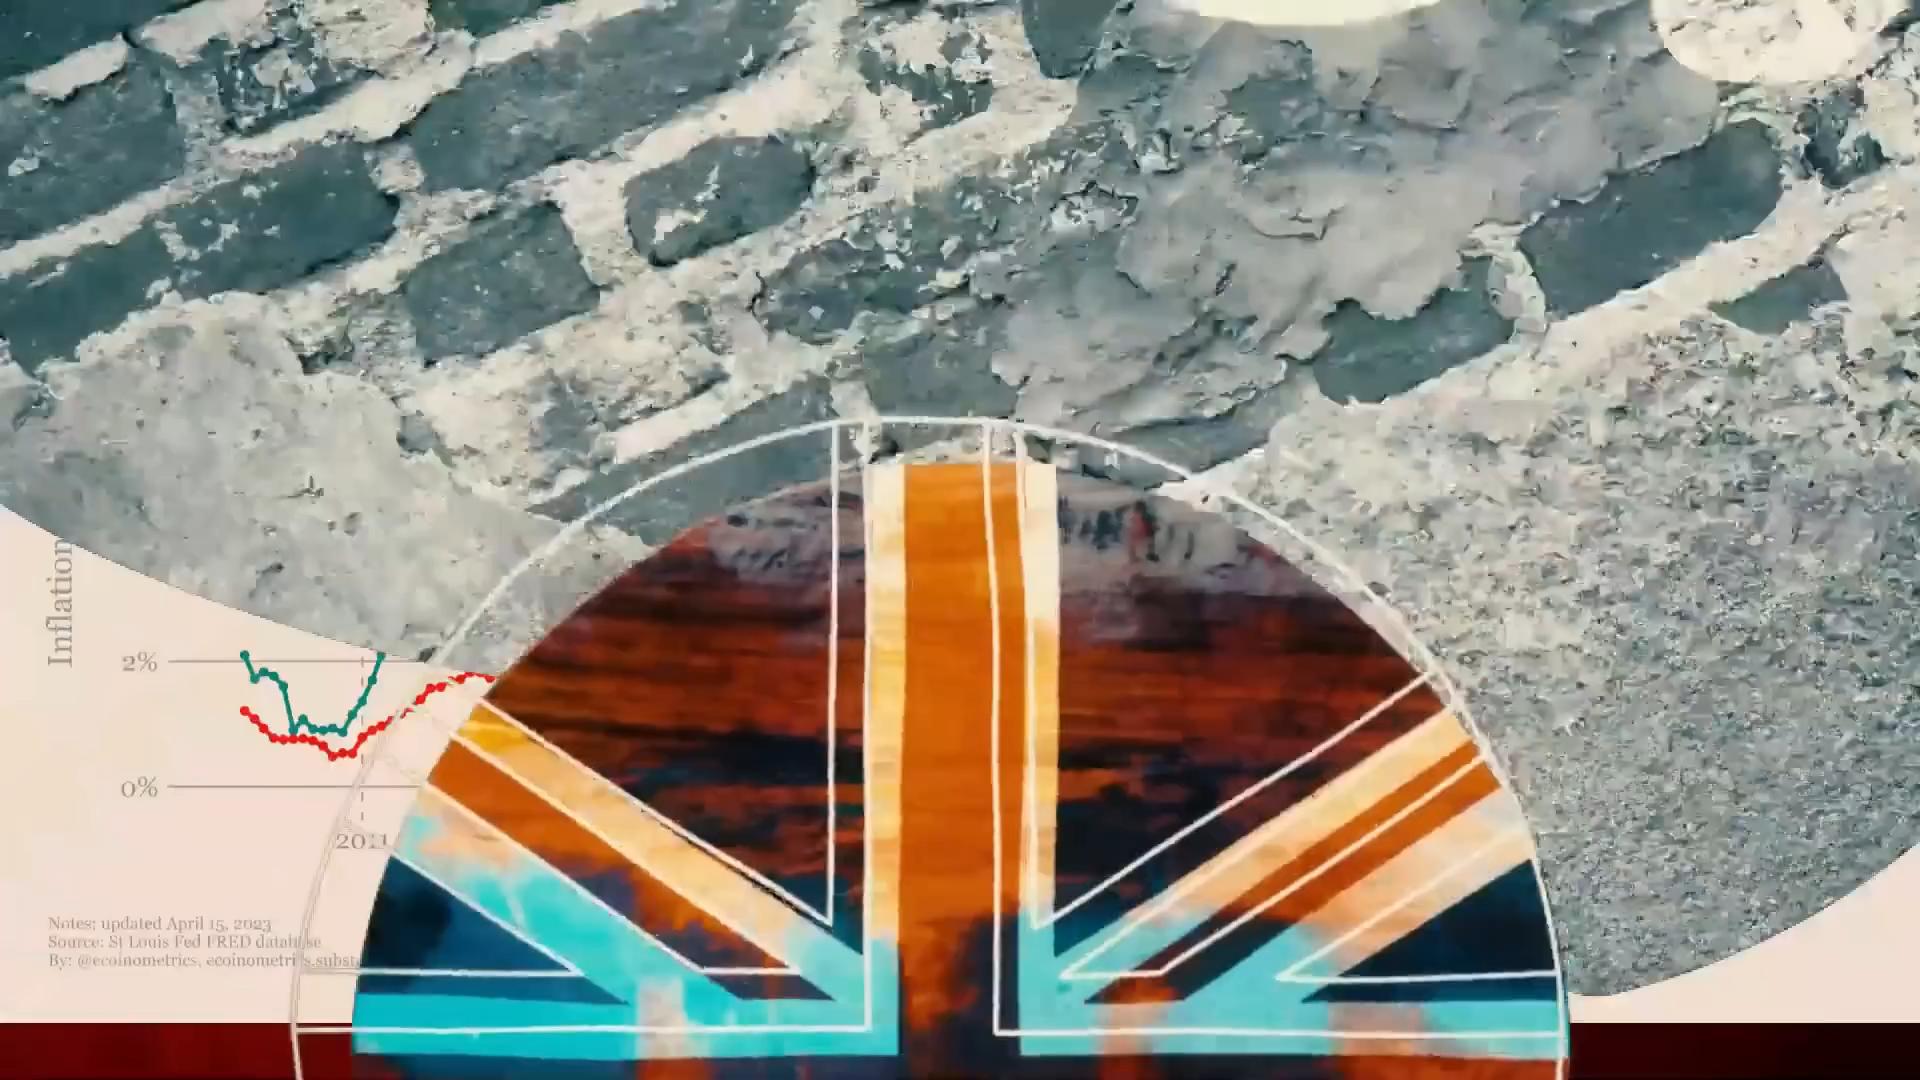 Inflation
2%
0%
2011
Notes; updated April 15, 2023
Source: St Louis Fed FRED database
By: @ecoinometrics, ecoinometrics.subst